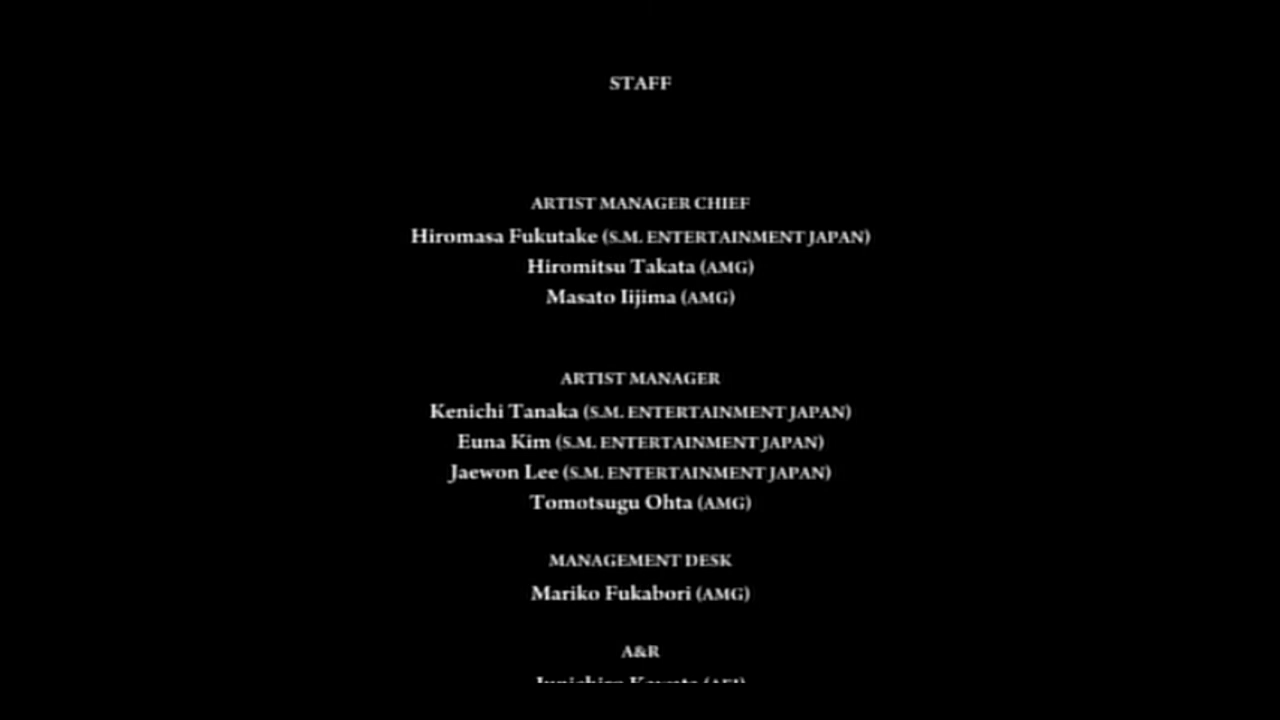 STAFF
ARTIST MANAGER CHIEF
Hiromasa Fukutake (S.M. ENTERTAINMENT JAPAN)
Hiromitsu Takata (AMG)
Masato Iijima (AMG)
ARTIST MANAGER
Kenichi Tanaka (S.M. ENTERTAINMENT JAPAN)
Euna Kim (S.M. ENTERTAINMENT JAPAN)
Jaewon Lee (S.M. ENTERTAINMENT JAPAN)
Tomotsugu Ohta (AMG)
MANAGEMENT DESK
Mariko Fukabori (AMG)
A&R